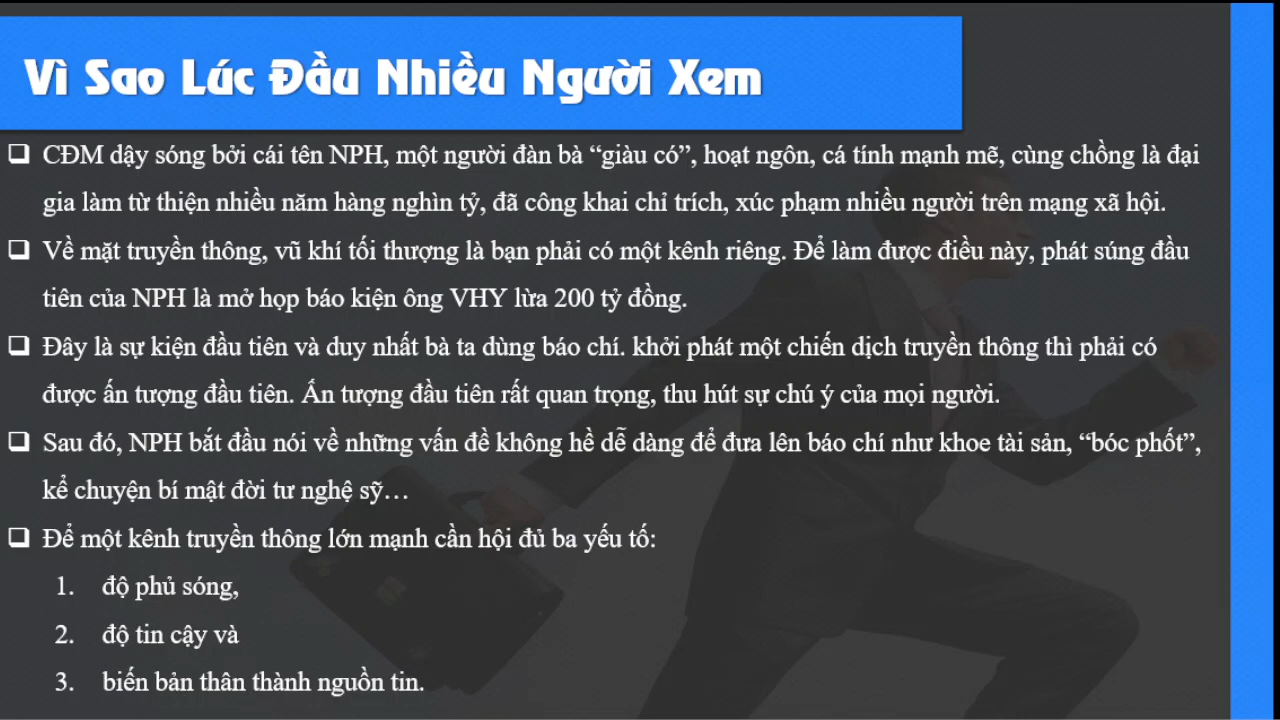 Vì Sao Lúc Đầu Nhiều Người Xem
❑ CĐM dậy sóng bởi cái tên NPH, một người đàn bà “giàu có”, hoạt ngôn, cá tính mạnh mẽ, cùng chồng là đại
gia làm từ thiện nhiều năm hàng nghìn tỷ, đã công khai chỉ trích, xúc phạm nhiều người trên mạng xã hội.
❑ Về mặt truyền thông, vũ khí tối thượng là bạn phải có một kênh riêng. Để làm được điều này, phát súng đầu
tiên của NPH là mở họp báo kiện ông VHY lừa 200 tỷ đồng.
❑ Đây là sự kiện đầu tiên và duy nhất bà ta dùng báo chí. khởi phát một chiến dịch truyền thông thì phải có
được ấn tượng đầu tiên. Ấn tượng đầu tiên rất quan trọng, thu hút sự chú ý của mọi người.
❑ Sau đó, NPH bắt đầu nói về những vấn đề không hề dễ dàng để đưa lên báo chí như khoe tài sản, “bóc phốt”,
kể chuyện bí mật đời tư nghệ sỹ…
❑ Để một kênh truyền thông lớn mạnh cần hội đủ ba yếu tố:
1. độ phủ sóng,
2. độ tin cậy và
3. biến bản thân thành nguồn tin.